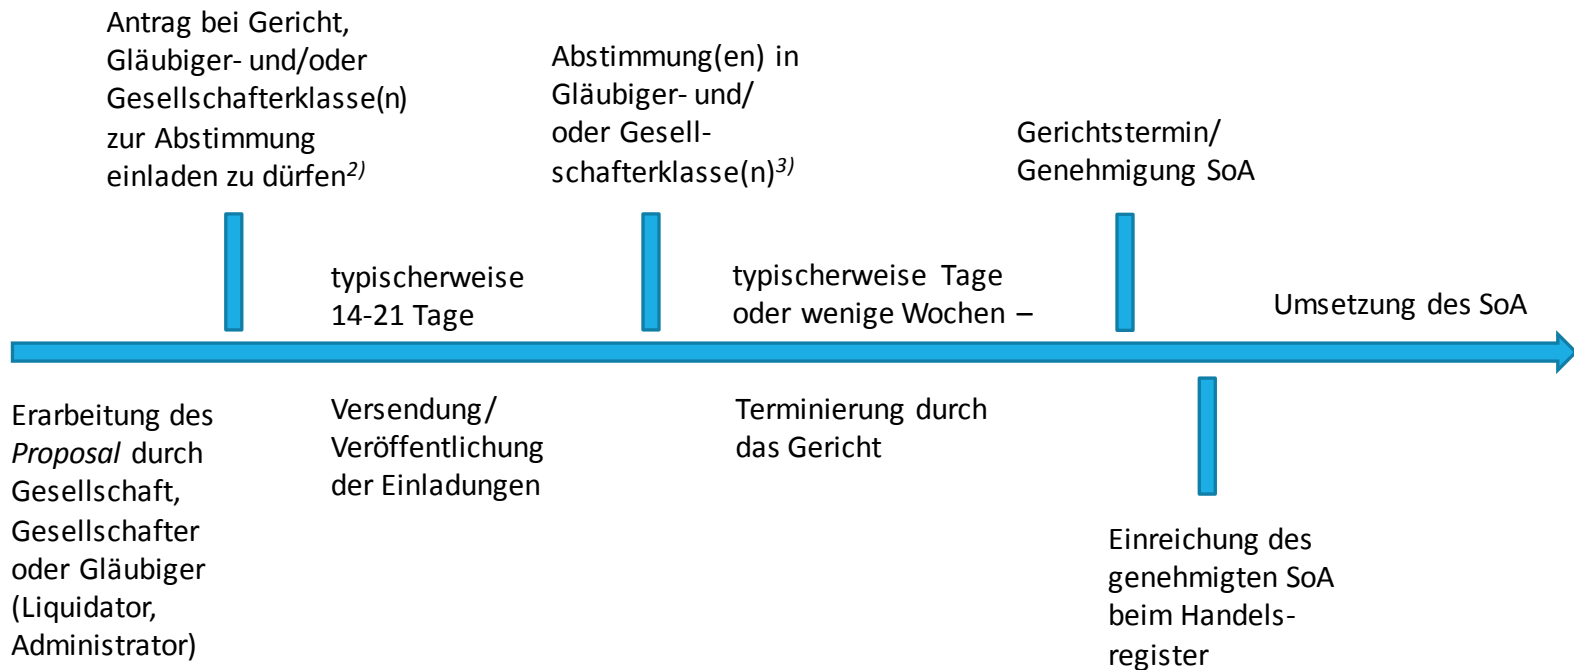 Antrag bei Gericht,
Gläubiger- und/oder
Gesellschafterklasse(n)
zur Abstimmung
einladen zu dürfen2)
Abstimmung(en) in
Gläubiger- und/
oder Gesell-
schafterklasse(n)3)
Gerichtstermin/
Genehmigung SoA
typischerweise
14-21 Tage
typischerweise Tage
oder wenige Wochen –
Umsetzung des SoA
Erarbeitung des
Proposal durch
Gesellschaft,
Gesellschafter
oder Gläubiger
(Liquidator,
Administrator)
Versendung/
Veröffentlichung
der Einladungen
Terminierung durch
das Gericht
Einreichung des
genehmigten SoA
beim Handels-
register